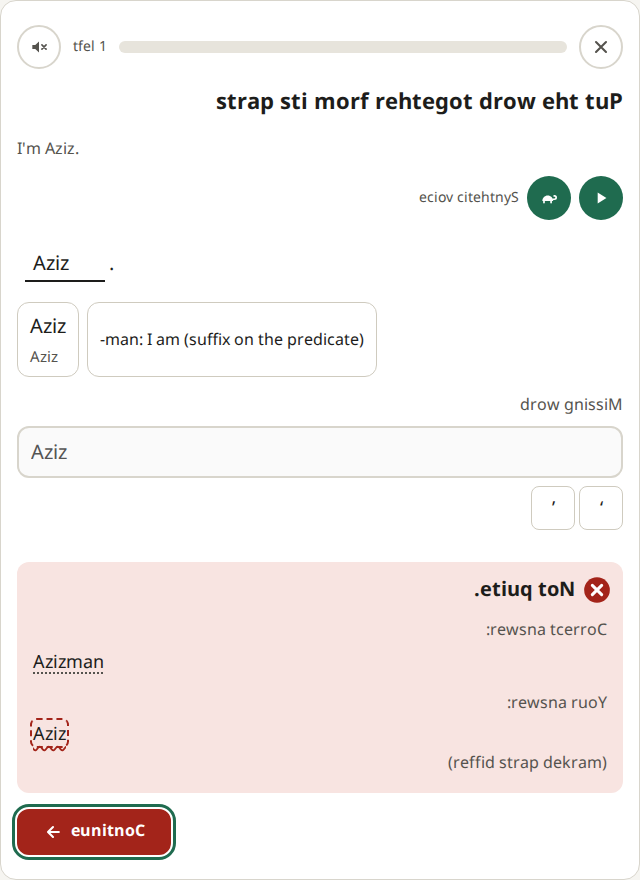 tfel 1
strap sti morf rehtegot drow eht tuP
I'm Aziz.
eciov citehtnyS
Aziz .
Aziz
Aziz
-man: I am (suffix on the predicate)
drow gnissiM
Aziz
ʼ ʻ
.etiuq toN
:rewsna tcerroC
Azizman
:rewsna ruoY
Aziz
(reffid strap dekram)
← eunitnoC